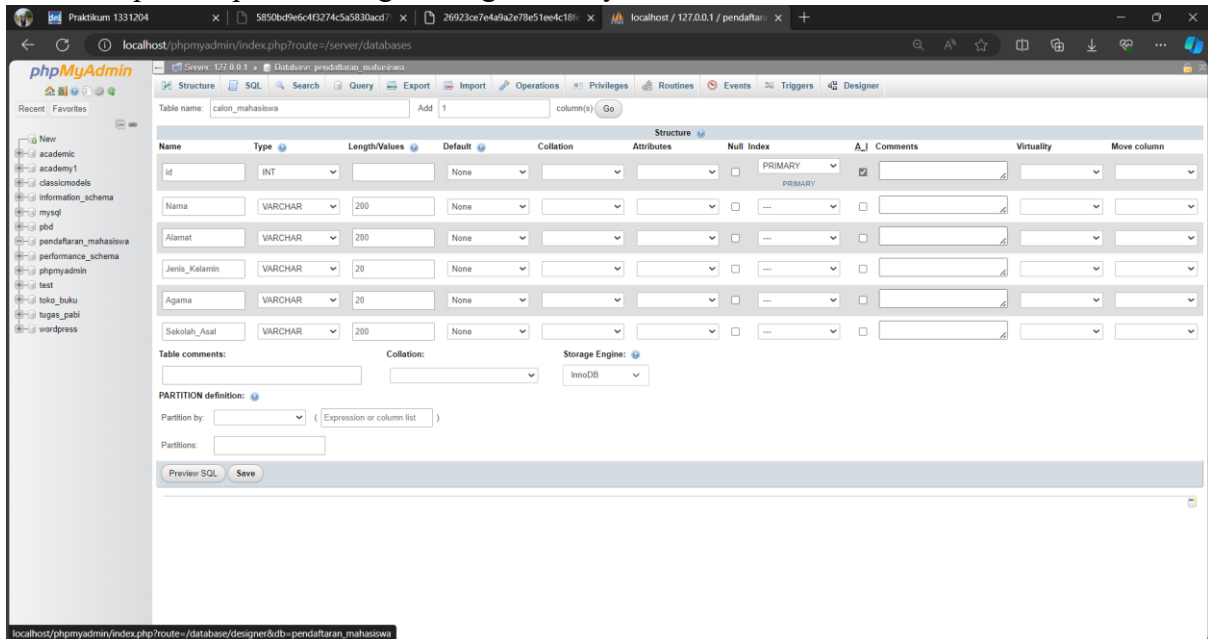 Praktikum 1331204
localhost / 127.0.0.1 / pendaftar
localhost/phpmyadmin/index.php?route=/server/databases
phpMyAdmin
Server: 127.0.0.1 » Database: pendaftaran_mahasiswa
Structure SQL Search Query Export Import Operations Privileges Routines Events Triggers Designer
Recent Favorites
New
academic
academy1
classicmodels
information_schema
mysql
pbd
pendaftaran_mahasiswa
performance_schema
phpmyadmin
test
toko_buku
tugas_pabi
wordpress
Table name: calon_mahasiswa Add 1 column(s) Go
Structure
Name Type Length/Values Default Collation Attributes Null Index A_I Comments Virtuality Move column
id INT None PRIMARY
PRIMARY
Nama VARCHAR 200 None ---
Alamat VARCHAR 200 None ---
Jenis_Kelamin VARCHAR 20 None ---
Agama VARCHAR 20 None ---
Sekolah_Asal VARCHAR 200 None ---
Table comments: Collation: Storage Engine:
InnoDB
PARTITION definition:
Partition by: ( Expression or column list )
Partitions:
Preview SQL Save
localhost/phpmyadmin/index.php?route=/database/designer&db=pendaftaran_mahasiswa